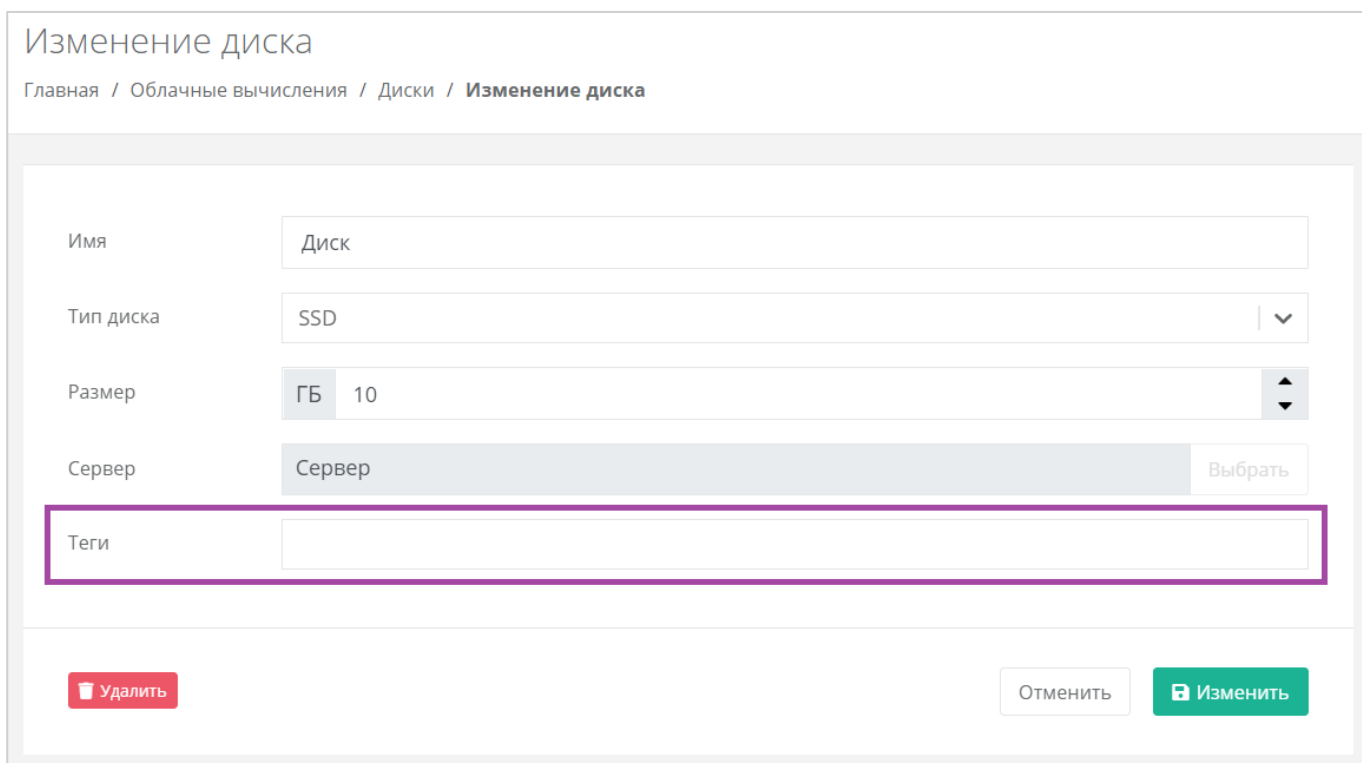 Изменение диска
Главная / Облачные вычисления / Диски / Изменение диска
Имя
Диск
Тип диска
SSD
Размер
ГБ 10
Сервер
Сервер
Выбрать
Теги
Удалить
Отменить
Изменить